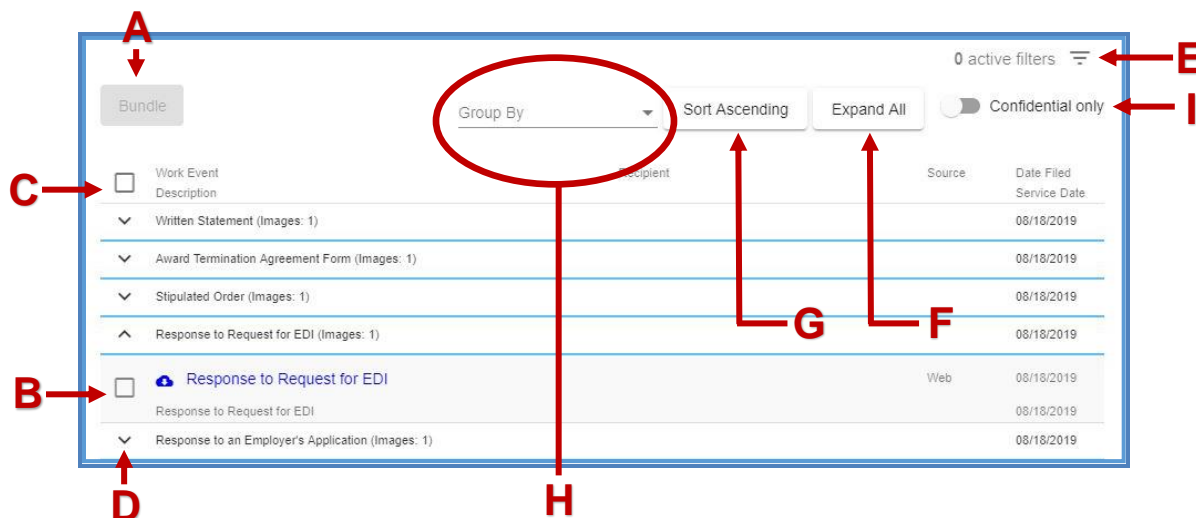 A
0 active filters
E
Bundle
Group By
Sort Ascending
Expand All
Confidential only
I
C
Work Event
Recipient
Source
Date Filed
Description
Service Date
Written Statement (Images: 1)
08/18/2019
Award Termination Agreement Form (Images: 1)
08/18/2019
Stipulated Order (Images: 1)
08/18/2019
G
F
Response to Request for EDI (Images: 1)
08/18/2019
B
Response to Request for EDI
Web
08/18/2019
Response to Request for EDI
08/18/2019
Response to an Employer's Application (Images: 1)
08/18/2019
D
H